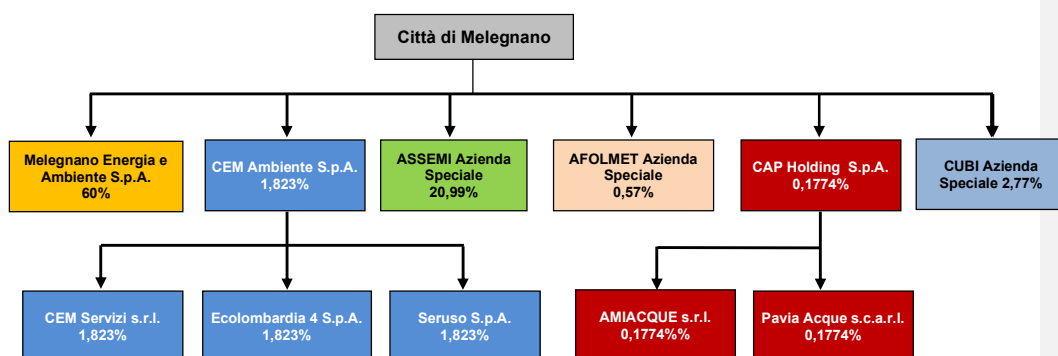 Città di Melegnano
Melegnano Energia e
Ambiente S.p.A.
60%
CEM Ambiente S.p.A.
1,823%
ASSEMI Azienda
Speciale
20,99%
AFOLMET Azienda
Speciale
0,57%
CAP Holding S.p.A.
0,1774%
CUBI Azienda
Speciale 2,77%
CEM Servizi s.r.l.
1,823%
Ecolombardia 4 S.p.A.
1,823%
Seruso S.p.A.
1,823%
AMIACQUE s.r.l.
0,1774%%
Pavia Acque s.c.a.r.l.
0,1774%